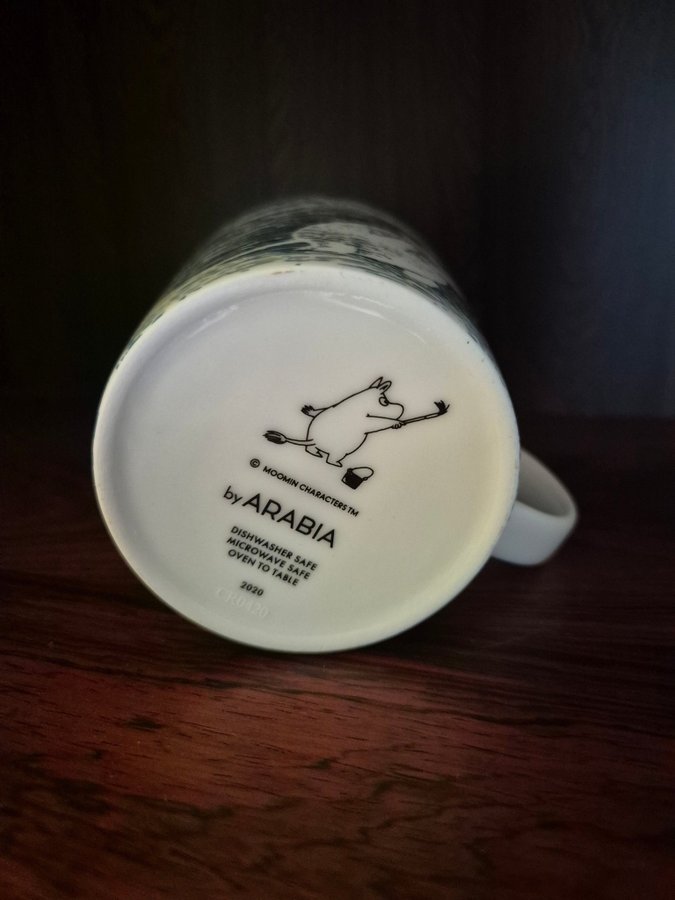 © MOOMIN CHARACTERS™
by ARABIA
DISHWASHER SAFE
MICROWAVE SAFE
OVEN TO TABLE
2020